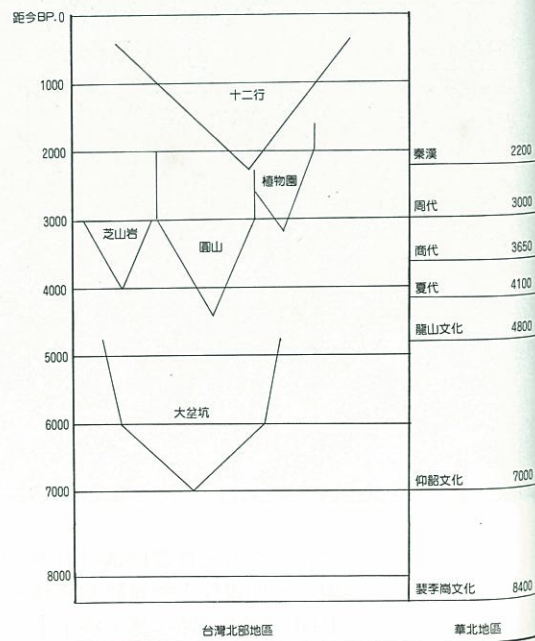 距今BP.0
1000
十二行
2000
秦漢 2200
植物園
周代 3000
3000
芝山岩
圓山
商代 3650
4000
夏代 4100
龍山文化 4800
5000
大坌坑
6000
7000
仰韶文化 7000
8000
裴李崗文化 8400
台灣北部地區
華北地區